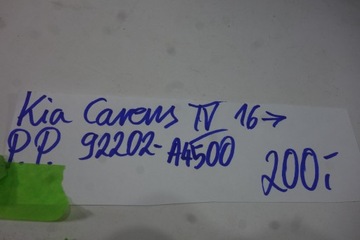 Kia Carens IV 16→
P.P. 92202-A4500
200:-